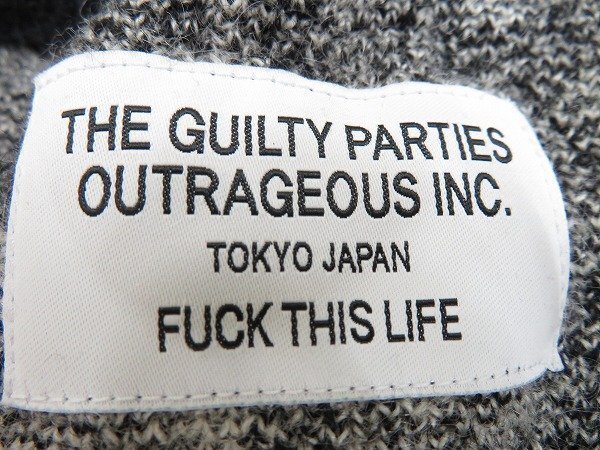 THE GUILTY PARTIES
OUTRAGEOUS INC.
TOKYO JAPAN
FUCK THIS LIFE